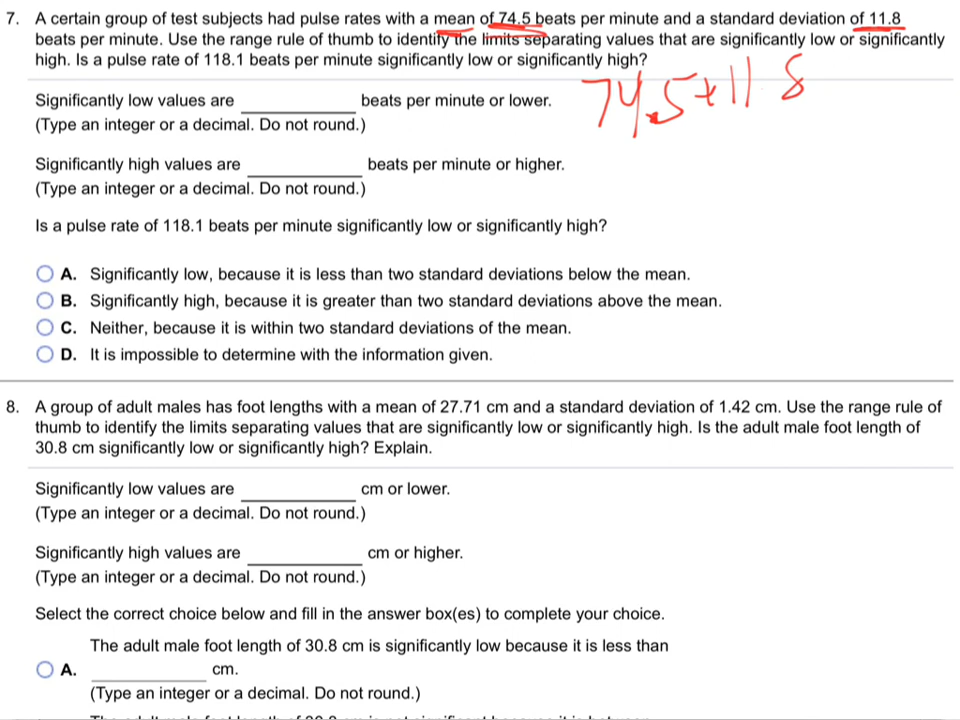 7. A certain group of test subjects had pulse rates with a mean of 74.5 beats per minute and a standard deviation of 11.8
beats per minute. Use the range rule of thumb to identify the limits separating values that are significantly low or significantly
high. Is a pulse rate of 118.1 beats per minute significantly low or significantly high?
74.5+11 8
Significantly low values are ____________ beats per minute or lower.
(Type an integer or a decimal. Do not round.)
Significantly high values are ____________ beats per minute or higher.
(Type an integer or a decimal. Do not round.)
Is a pulse rate of 118.1 beats per minute significantly low or significantly high?
A. Significantly low, because it is less than two standard deviations below the mean.
B. Significantly high, because it is greater than two standard deviations above the mean.
C. Neither, because it is within two standard deviations of the mean.
D. It is impossible to determine with the information given.
8. A group of adult males has foot lengths with a mean of 27.71 cm and a standard deviation of 1.42 cm. Use the range rule of
thumb to identify the limits separating values that are significantly low or significantly high. Is the adult male foot length of
30.8 cm significantly low or significantly high? Explain.
Significantly low values are ____________ cm or lower.
(Type an integer or a decimal. Do not round.)
Significantly high values are ____________ cm or higher.
(Type an integer or a decimal. Do not round.)
Select the correct choice below and fill in the answer box(es) to complete your choice.
The adult male foot length of 30.8 cm is significantly low because it is less than
A. ____________ cm.
(Type an integer or a decimal. Do not round.)